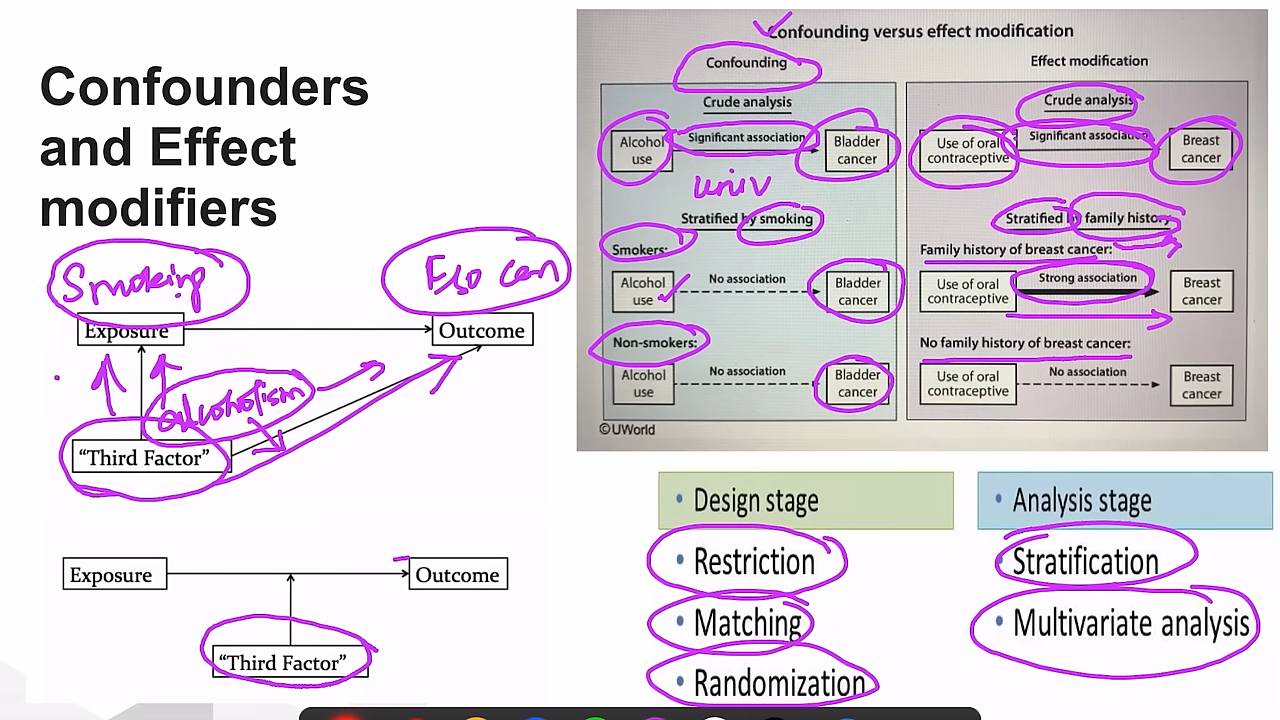 Confounders
and Effect
modifiers
Smoking
Eso can
Exposure
Outcome
alcoholism
"Third Factor"
Exposure
Outcome
"Third Factor"
Confounding versus effect modification
Confounding
Crude analysis
Alcohol
use
Significant association
Bladder
cancer
univ
Stratified by smoking
Smokers:
Alcohol
use
No association
Bladder
cancer
Non-smokers:
Alcohol
use
No association
Bladder
cancer
©UWorld
Effect modification
Crude analysis
Use of oral
contraceptive
Significant association
Breast
cancer
Stratified by family history
Family history of breast cancer:
Use of oral
contraceptive
Strong association
Breast
cancer
No family history of breast cancer:
Use of oral
contraceptive
No association
Breast
cancer
• Design stage
• Restriction
• Matching
• Randomization
• Analysis stage
• Stratification
• Multivariate analysis